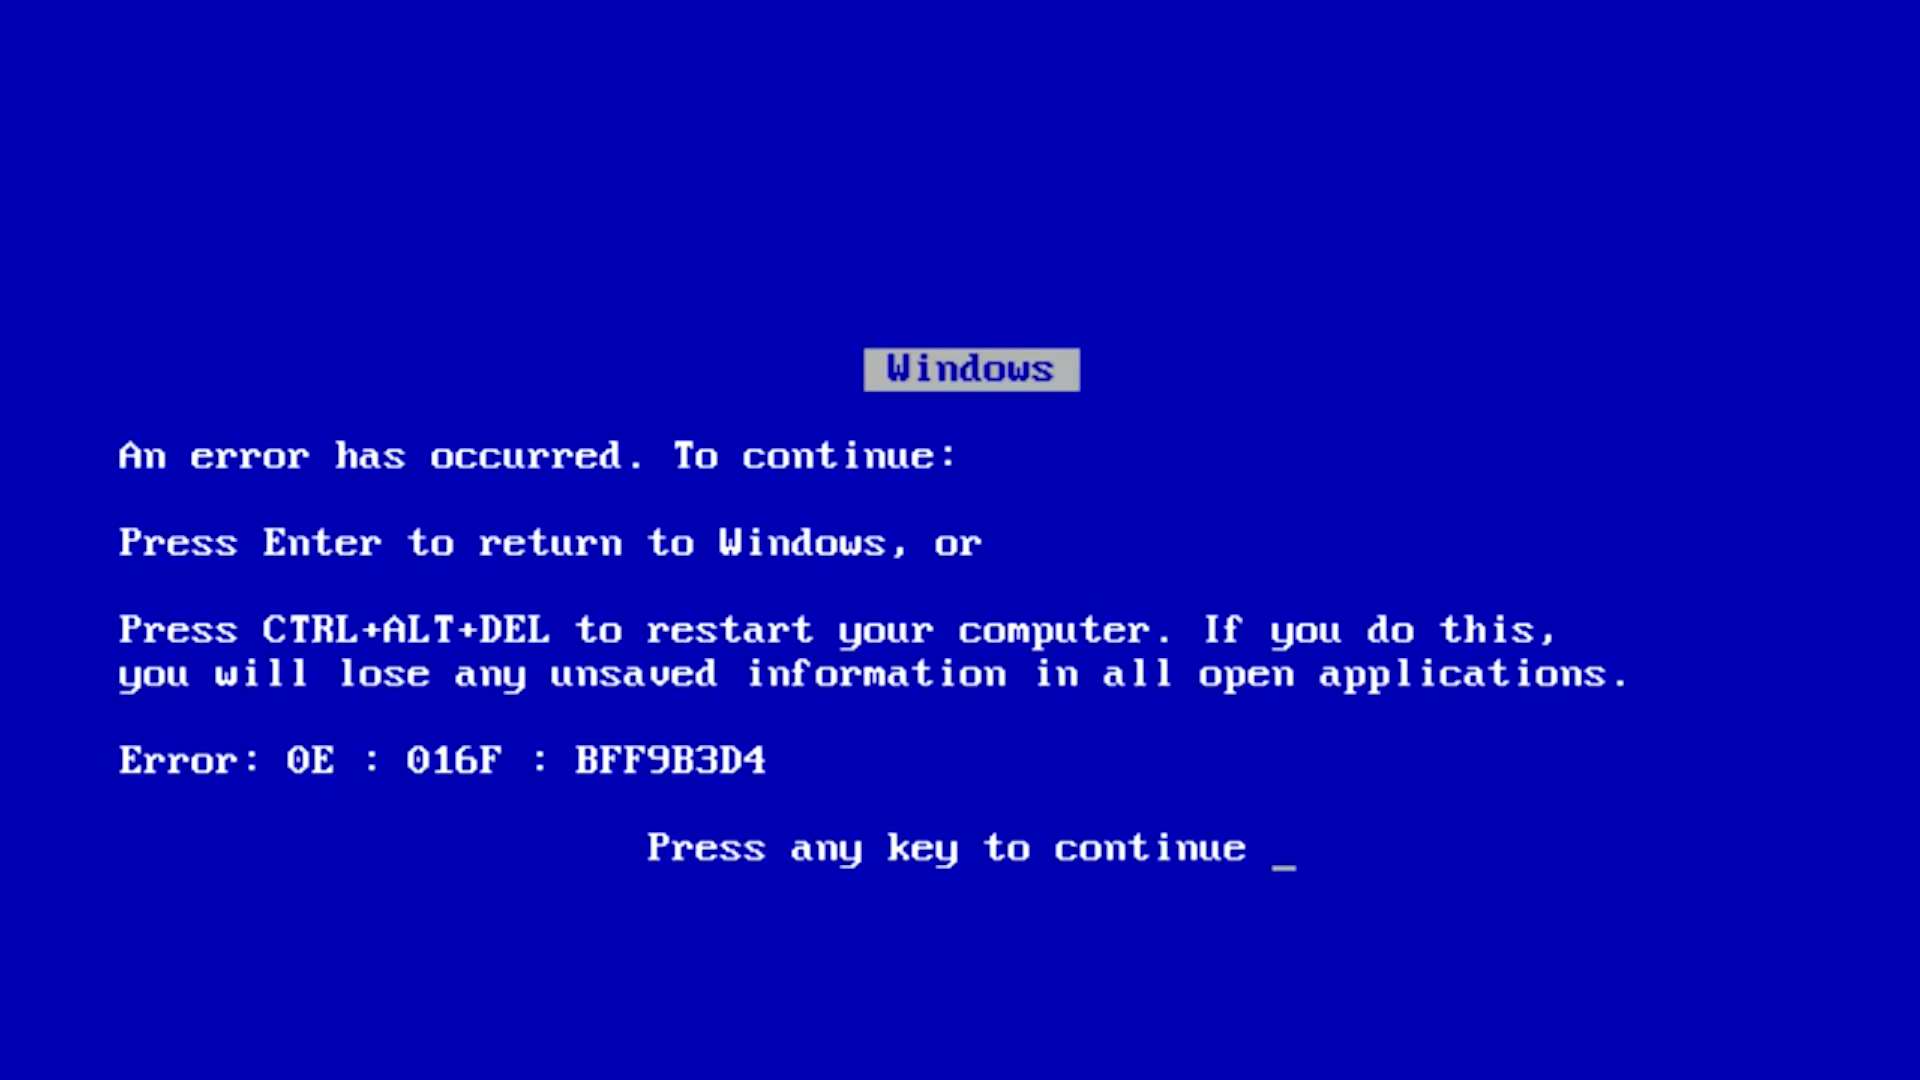 Windows
An error has occurred. To continue:
Press Enter to return to Windows, or
Press CTRL+ALT+DEL to restart your computer. If you do this,
you will lose any unsaved information in all open applications.
Error: 0E : 016F : BFF9B3D4
Press any key to continue _